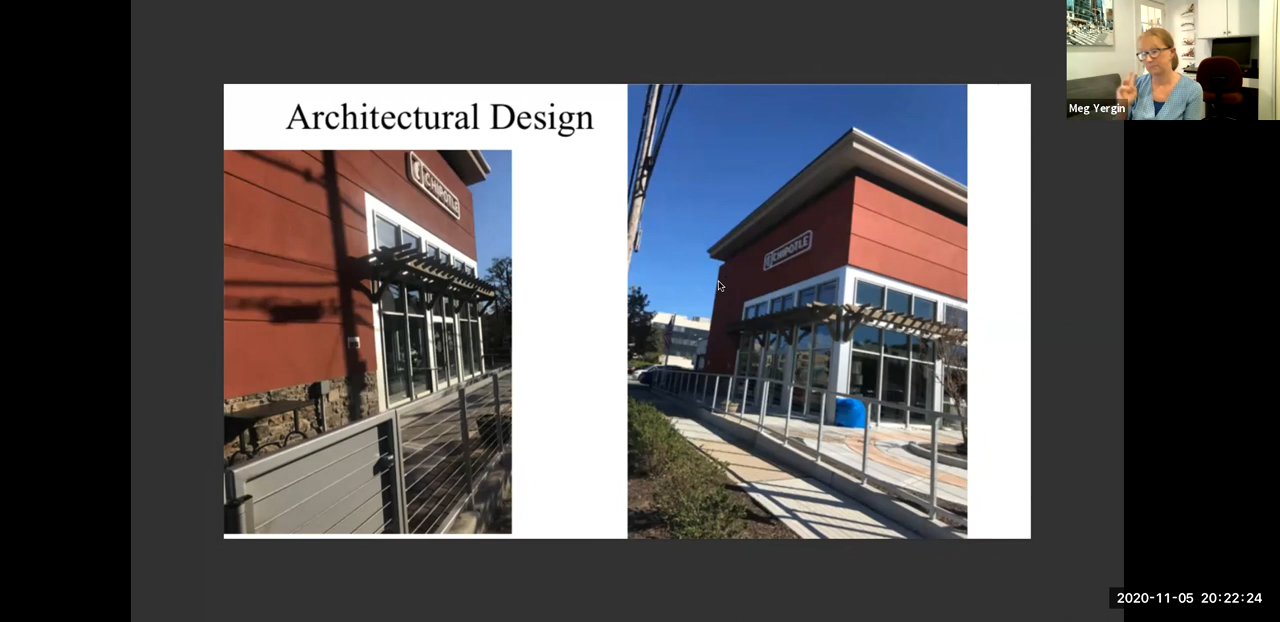 Architectural Design
CHIPOTLE
CHIPOTLE
Meg Yergin
2020-11-05 20:22:24